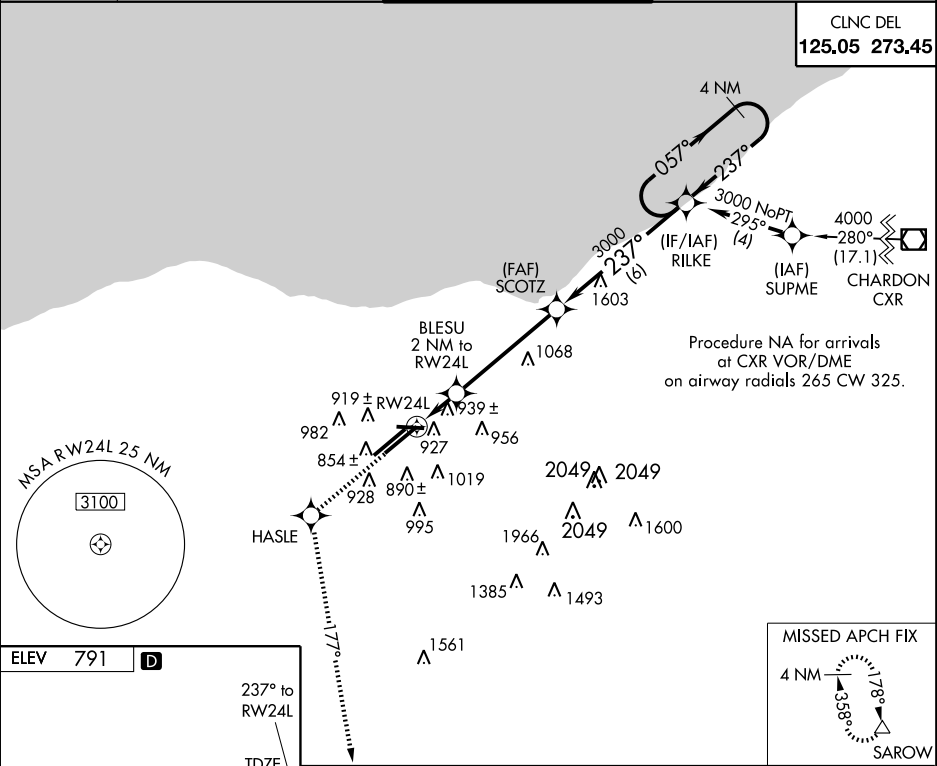 CLNC DEL
125.05 273.45
4 NM
057°
237°
3000 NoPT
295°
(4)
4000
280°
(17.1)
CHARDON
CXR
(IF/IAF)
RILKE
(IAF)
SUPME
3000
237°
(6)
(FAF)
SCOTZ
1603
Procedure NA for arrivals
at CXR VOR/DME
on airway radials 265 CW 325.
BLESU
2 NM to
RW24L
1068
919 ±
RW24L
939 ±
982
927
956
854 ±
928
890 ±
1019
995
MSA RW24L 25 NM
3100
HASLE
2049
2049
2049
1600
1966
1385
1493
177°
1561
ELEV 791 D
237° to
RW24L
TDZE
MISSED APCH FIX
4 NM
178°
358°
SAROW